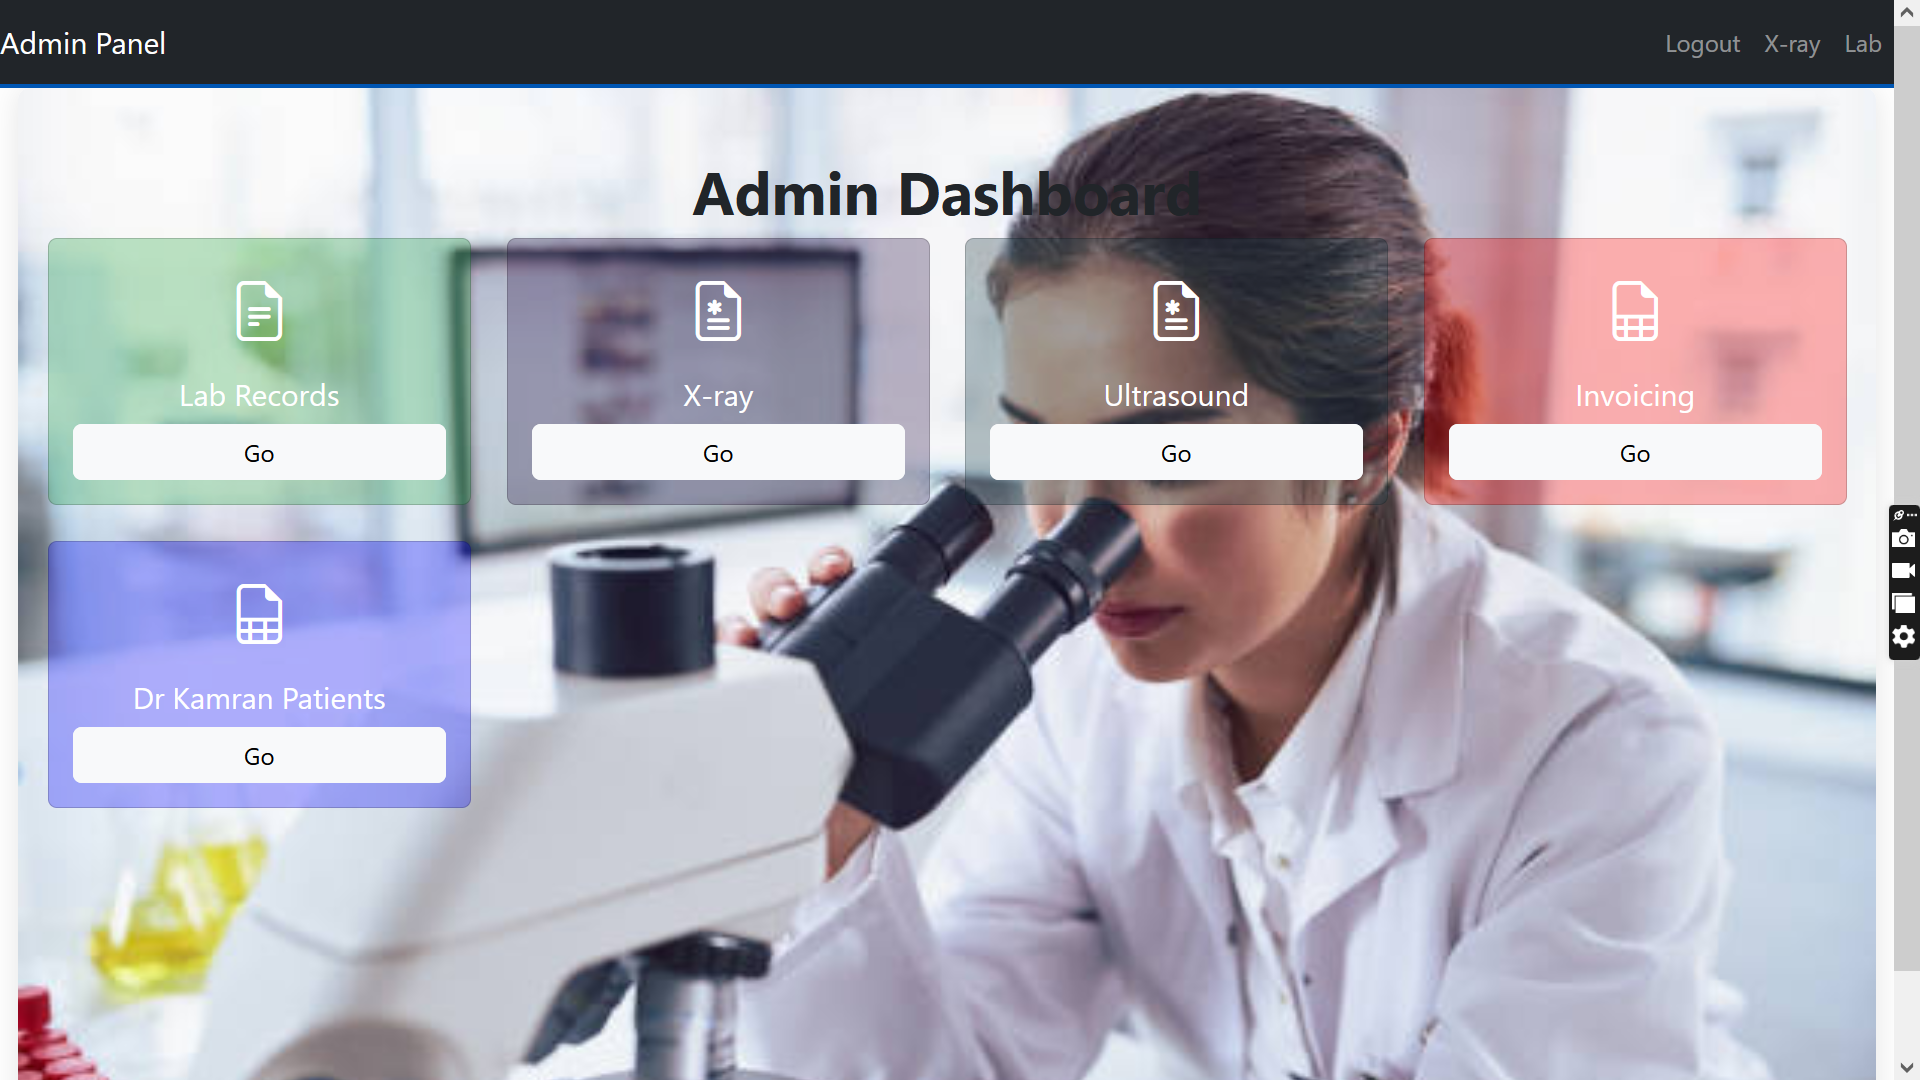 Admin Panel
Logout X-ray Lab
Admin Dashboard
Lab Records
Go
X-ray
Go
Ultrasound
Go
Invoicing
Go
Dr Kamran Patients
Go